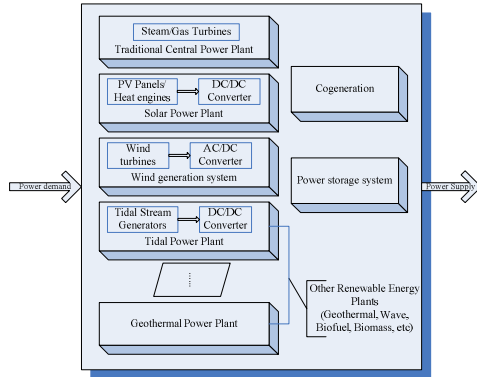 Steam/Gas Turbines
Traditional Central Power Plant
PV Panels/
Heat engines
DC/DC
Converter
Solar Power Plant
Cogeneration
Wind
turbines
AC/DC
Converter
Wind generation system
Power demand
Power storage system
Power Supply
Tidal Stream
Generators
DC/DC
Converter
Tidal Power Plant
Other Renewable Energy
Plants
(Geothermal, Wave,
Biofuel, Biomass, etc)
Geothermal Power Plant